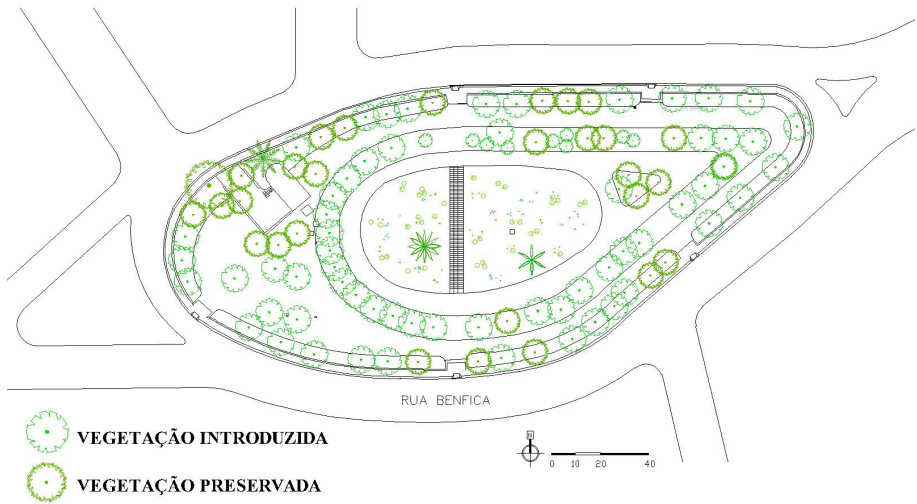 RUA BENFICA
VEGETAÇÃO INTRODUZIDA
N
0 10 20 40
VEGETAÇÃO PRESERVADA